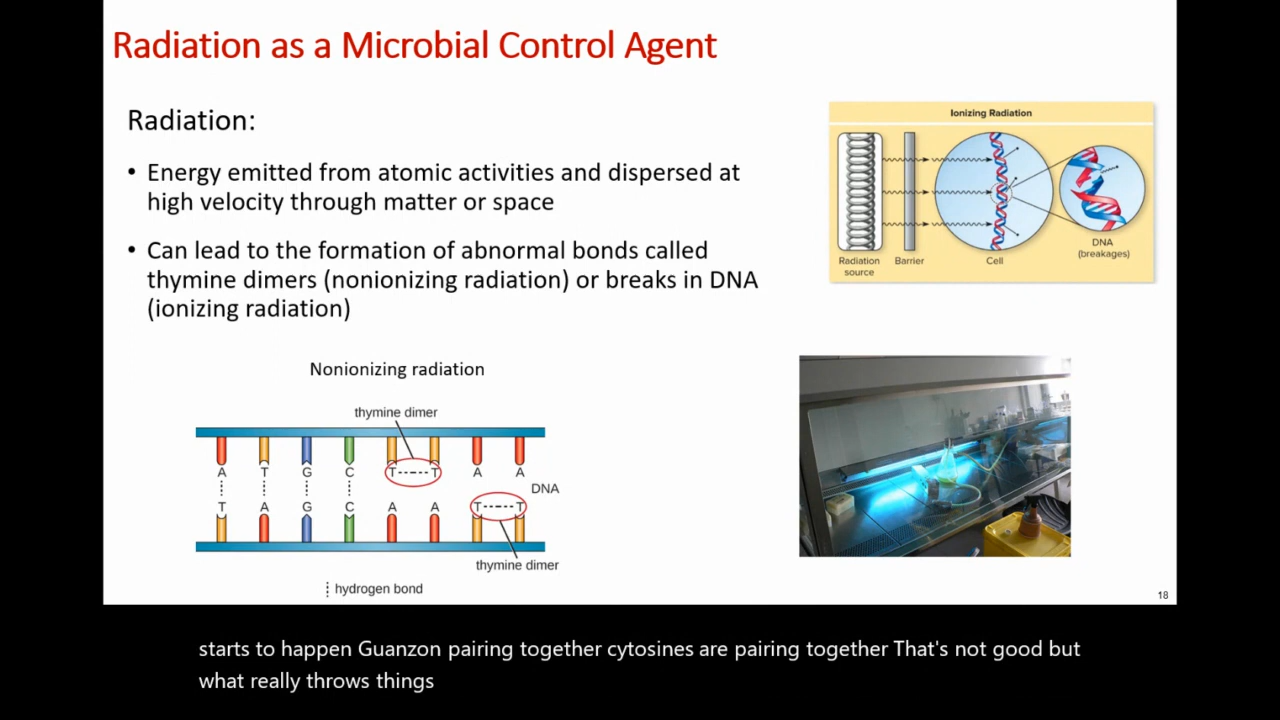 Radiation as a Microbial Control Agent
Radiation:
• Energy emitted from atomic activities and dispersed at
high velocity through matter or space
• Can lead to the formation of abnormal bonds called
thymine dimers (nonionizing radiation) or breaks in DNA
(ionizing radiation)
Ionizing Radiation
Radiation
source
Barrier
Cell
DNA
(breakages)
Nonionizing radiation
thymine dimer
A T G C T T A A
DNA
T A G C A A T T
thymine dimer
hydrogen bond
18
starts to happen Guanzon pairing together cytosines are pairing together That's not good but
what really throws things